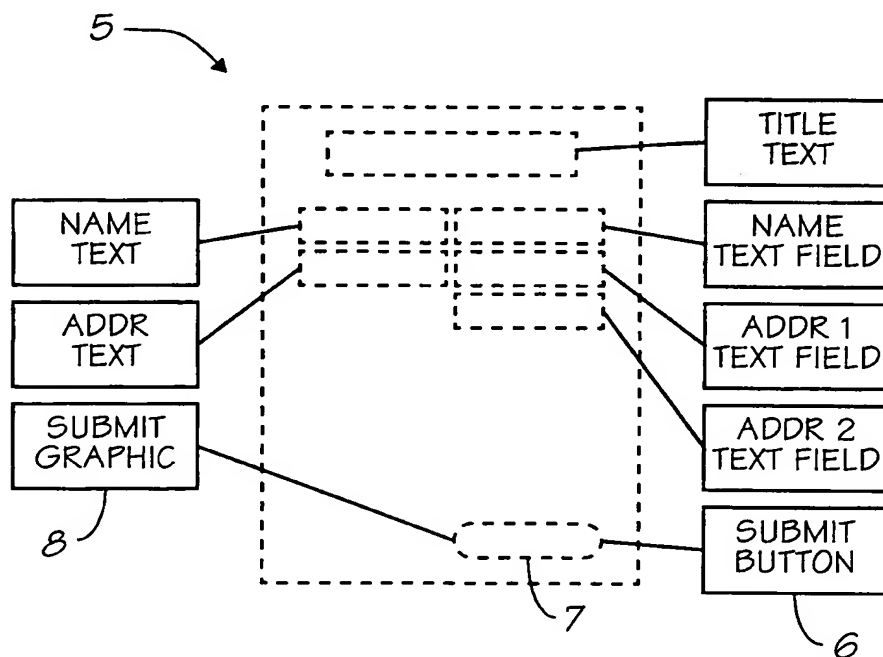 5
TITLE
TEXT
NAME
TEXT
NAME
TEXT FIELD
ADDR
TEXT
ADDR 1
TEXT FIELD
SUBMIT
GRAPHIC
ADDR 2
TEXT FIELD
8
7
SUBMIT
BUTTON
6